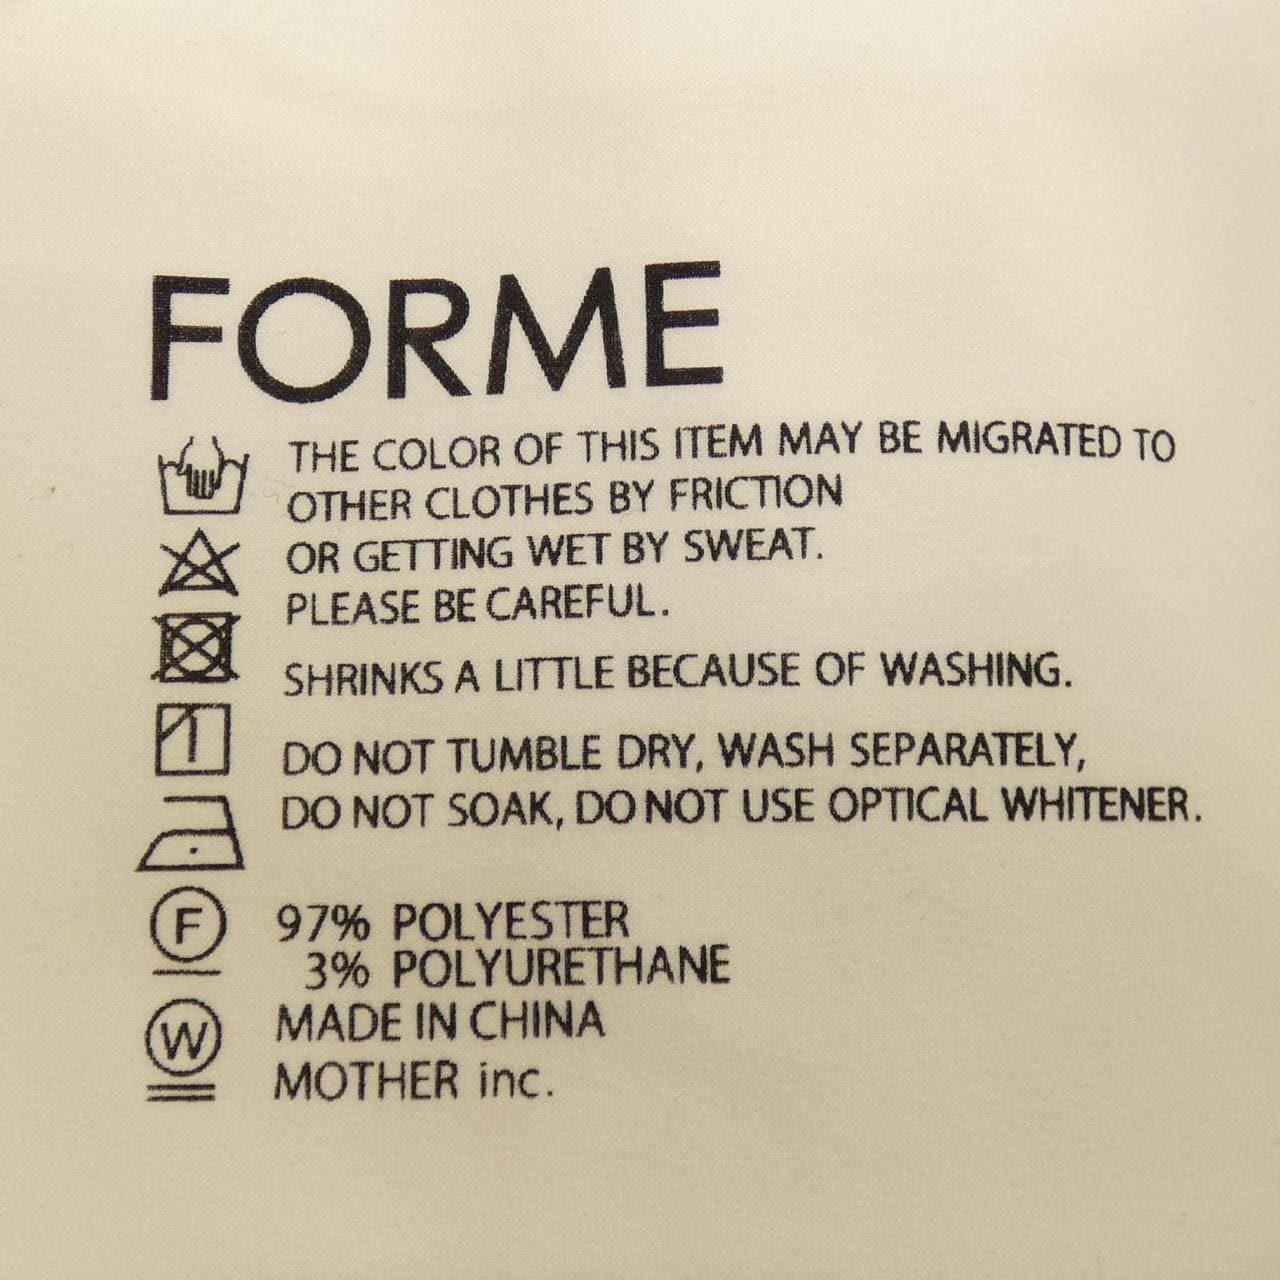 FORME
THE COLOR OF THIS ITEM MAY BE MIGRATED TO
OTHER CLOTHES BY FRICTION
OR GETTING WET BY SWEAT.
PLEASE BE CAREFUL.
SHRINKS A LITTLE BECAUSE OF WASHING.
DO NOT TUMBLE DRY, WASH SEPARATELY,
DO NOT SOAK, DO NOT USE OPTICAL WHITENER.
F
97% POLYESTER
3% POLYURETHANE
W
MADE IN CHINA
MOTHER inc.